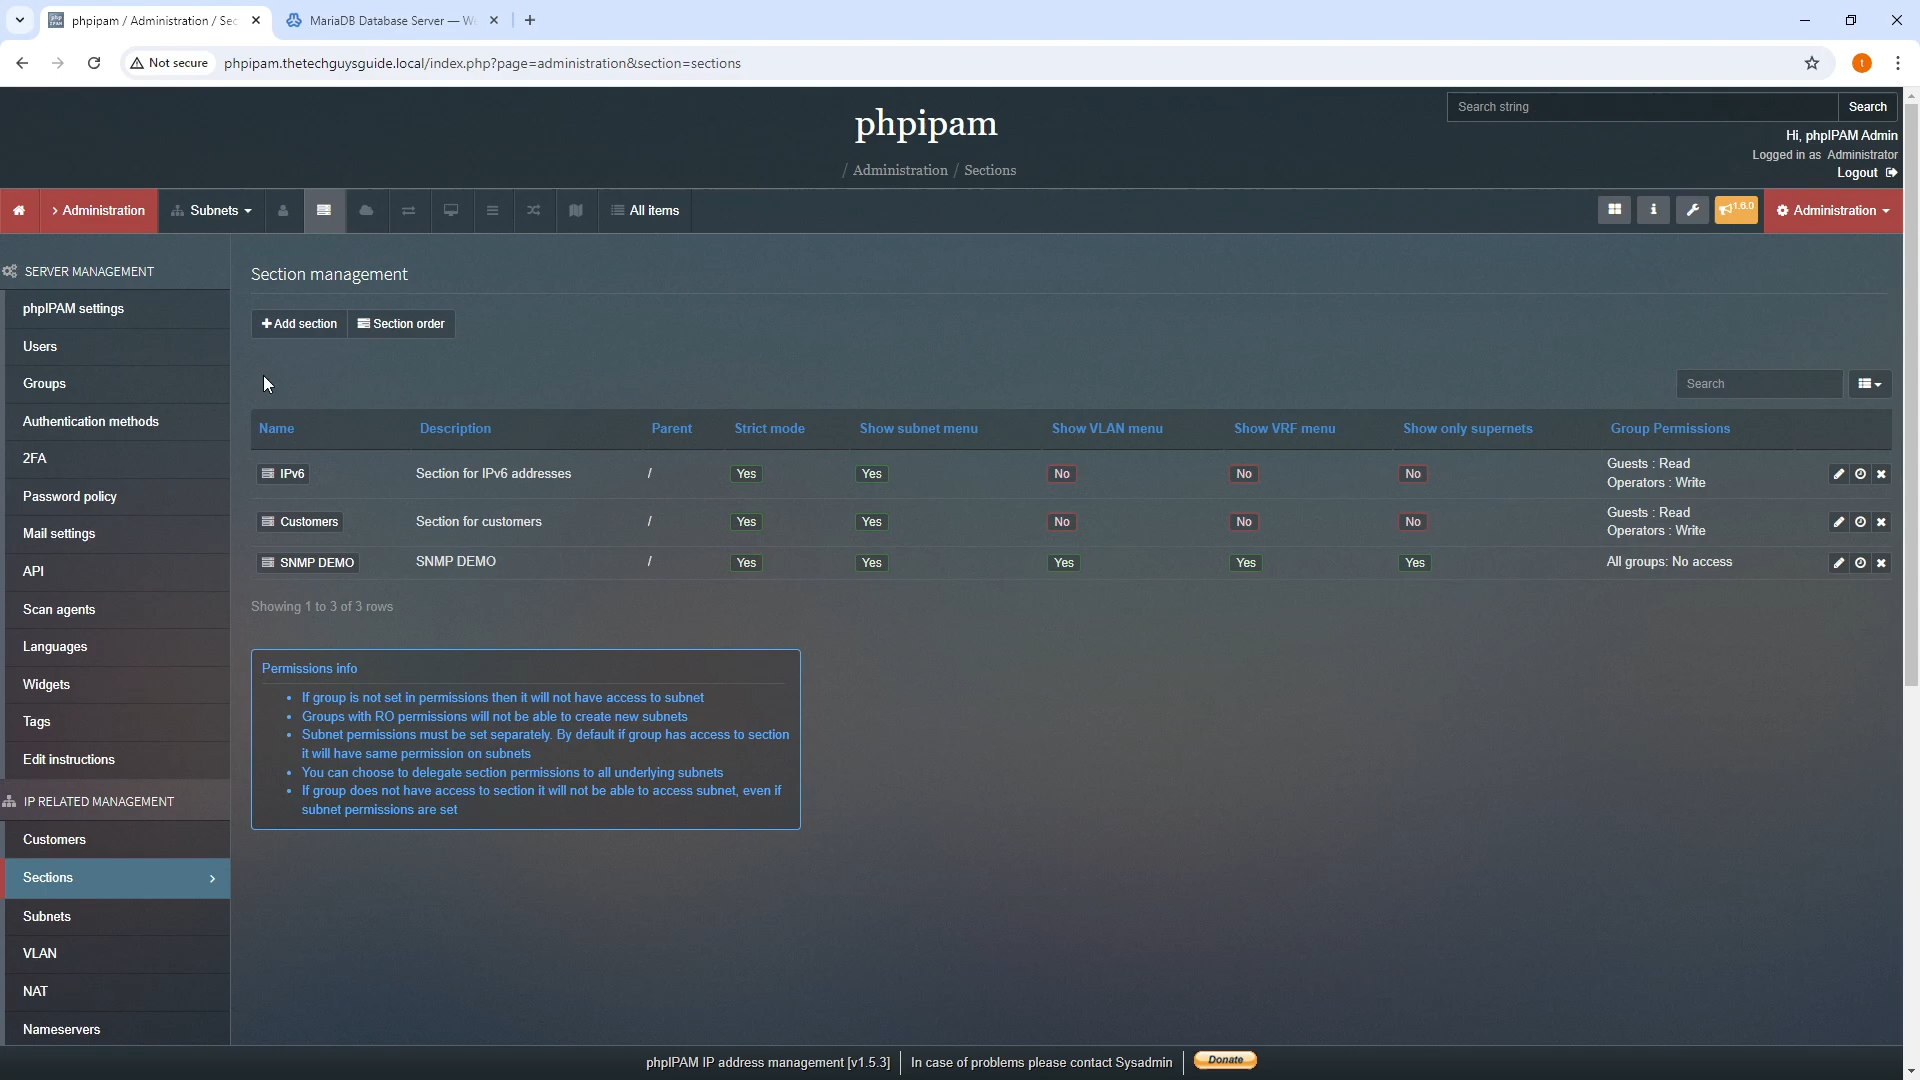 phpipam / Administration / Sec
MariaDB Database Server — W
Not secure
phpipam.thetechguysguide.local/index.php?page=administration&section=sections
t
phpipam
/ Administration / Sections
Search string
Search
Hi, phpIPAM Admin
Logged in as Administrator
Logout
> Administration
Subnets
All items
1.6.0
Administration
SERVER MANAGEMENT
phpIPAM settings
Users
Groups
Authentication methods
2FA
Password policy
Mail settings
API
Scan agents
Languages
Widgets
Tags
Edit instructions
IP RELATED MANAGEMENT
Customers
Sections
Subnets
VLAN
NAT
Nameservers
Section management
+ Add section
Section order
Search
Name Description Parent Strict mode Show subnet menu Show VLAN menu Show VRF menu Show only supernets Group Permissions
IPv6 Section for IPv6 addresses / Yes Yes No No No Guests : Read
Operators : Write
Customers Section for customers / Yes Yes No No No Guests : Read
Operators : Write
SNMP DEMO SNMP DEMO / Yes Yes Yes Yes Yes All groups: No access
Showing 1 to 3 of 3 rows
Permissions info
• If group is not set in permissions then it will not have access to subnet
• Groups with RO permissions will not be able to create new subnets
• Subnet permissions must be set separately. By default if group has access to section
it will have same permission on subnets
• You can choose to delegate section permissions to all underlying subnets
• If group does not have access to section it will not be able to access subnet, even if
subnet permissions are set
phpIPAM IP address management [v1.5.3]
In case of problems please contact Sysadmin
Donate